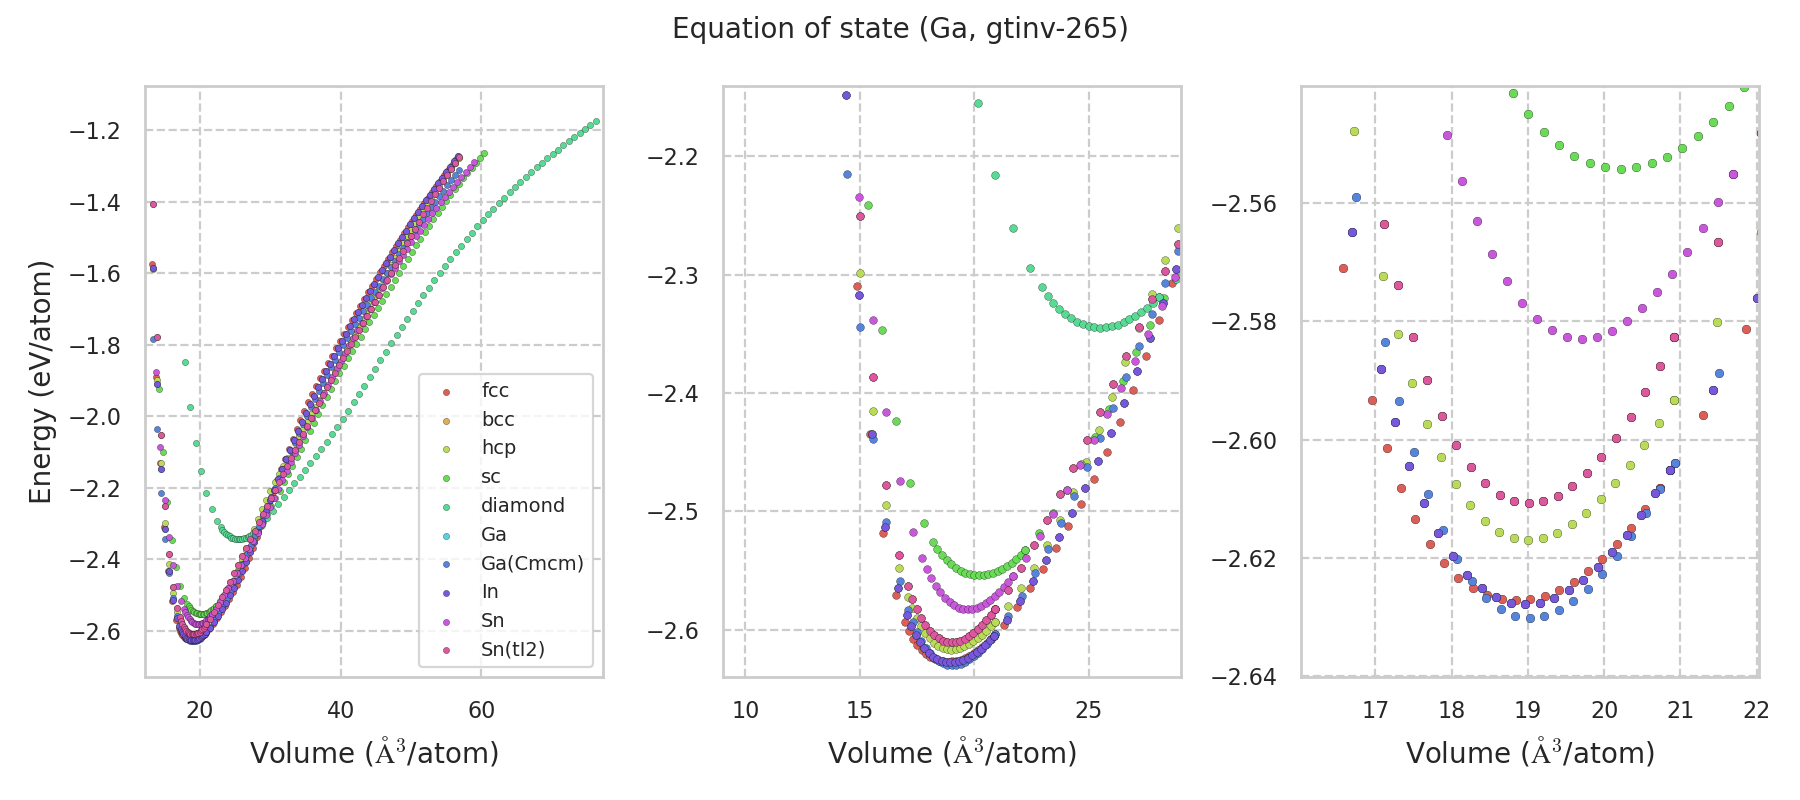 Equation of state (Ga, gtinv-265)
Energy (eV/atom)
−1.2
−1.4
−1.6
−1.8
−2.0
−2.2
−2.4
−2.6
20 40 60
Volume (Å³/atom)
fcc
bcc
hcp
sc
diamond
Ga
Ga(Cmcm)
In
Sn
Sn(tI2)
−2.2
−2.3
−2.4
−2.5
−2.6
10 15 20 25
Volume (Å³/atom)
−2.56
−2.58
−2.60
−2.62
−2.64
17 18 19 20 21 22
Volume (Å³/atom)